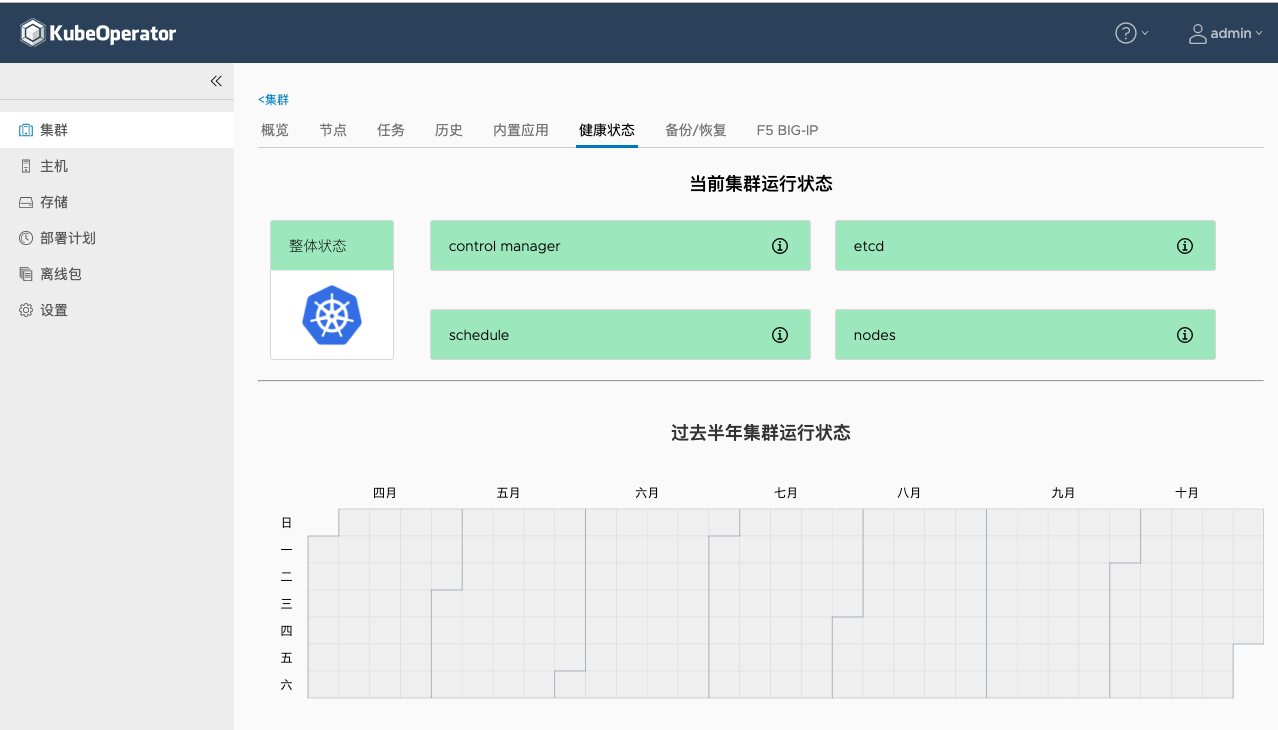 KubeOperator
admin
集群
主机
存储
部署计划
离线包
设置
<集群
概览 节点 任务 历史 内置应用 健康状态 备份/恢复 F5 BIG-IP
当前集群运行状态
整体状态
control manager
etcd
schedule
nodes
过去半年集群运行状态
四月 五月 六月 七月 八月 九月 十月
日
一
二
三
四
五
六